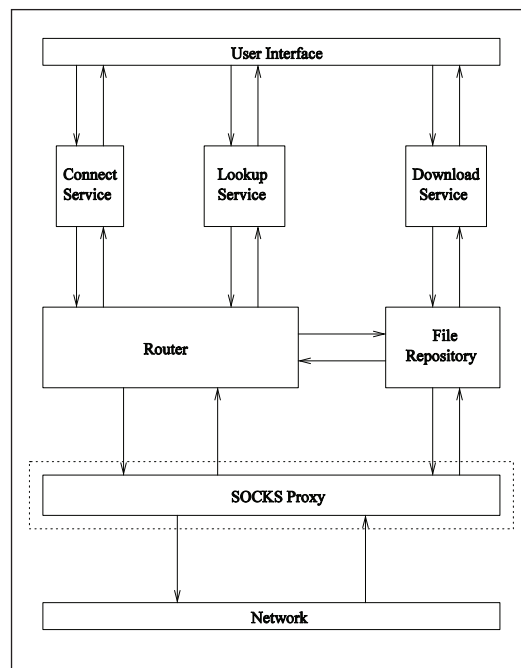 User Interface
Connect
Service
Lookup
Service
Download
Service
Router
File
Repository
SOCKS Proxy
Network